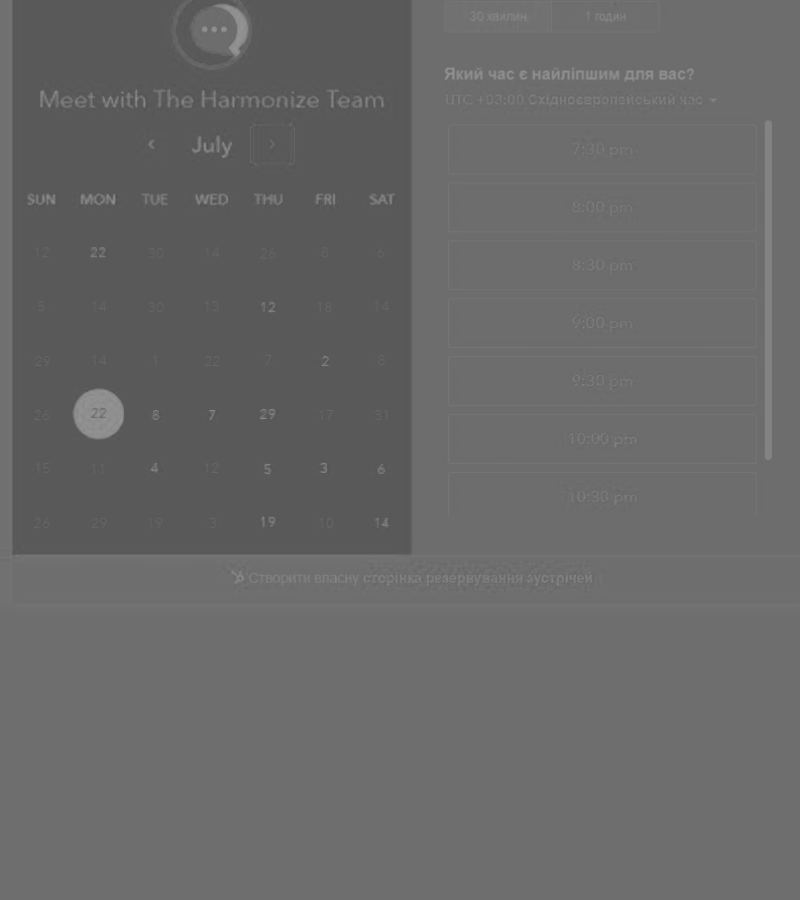 30 хвилин 1 годин
Який час є найліпшим для вас?
UTC +03:00 Східноєвропейський час
Meet with The Harmonize Team
July
SUN MON TUE WED THU FRI SAT
12 22 30 14 26 8 6
5 14 30 13 12 18 14
29 14 1 22 7 2 8
26 22 8 7 29 17 31
15 11 4 12 5 3 6
26 29 19 3 19 10 14
7:30 pm
8:00 pm
8:30 pm
9:00 pm
9:30 pm
10:00 pm
10:30 pm
Створити власну сторінка резервування зустрічей